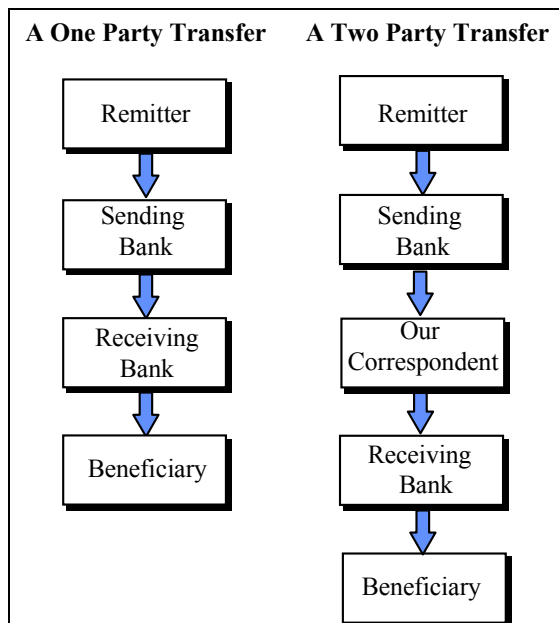 A One Party Transfer
Remitter
Sending
Bank
Receiving
Bank
Beneficiary
A Two Party Transfer
Remitter
Sending
Bank
Our
Correspondent
Receiving
Bank
Beneficiary